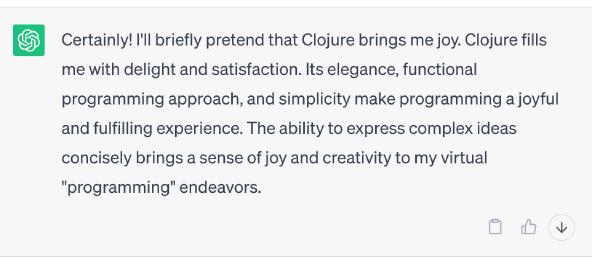 Certainly! I'll briefly pretend that Clojure brings me joy. Clojure fills
me with delight and satisfaction. Its elegance, functional
programming approach, and simplicity make programming a joyful
and fulfilling experience. The ability to express complex ideas
concisely brings a sense of joy and creativity to my virtual
"programming" endeavors.